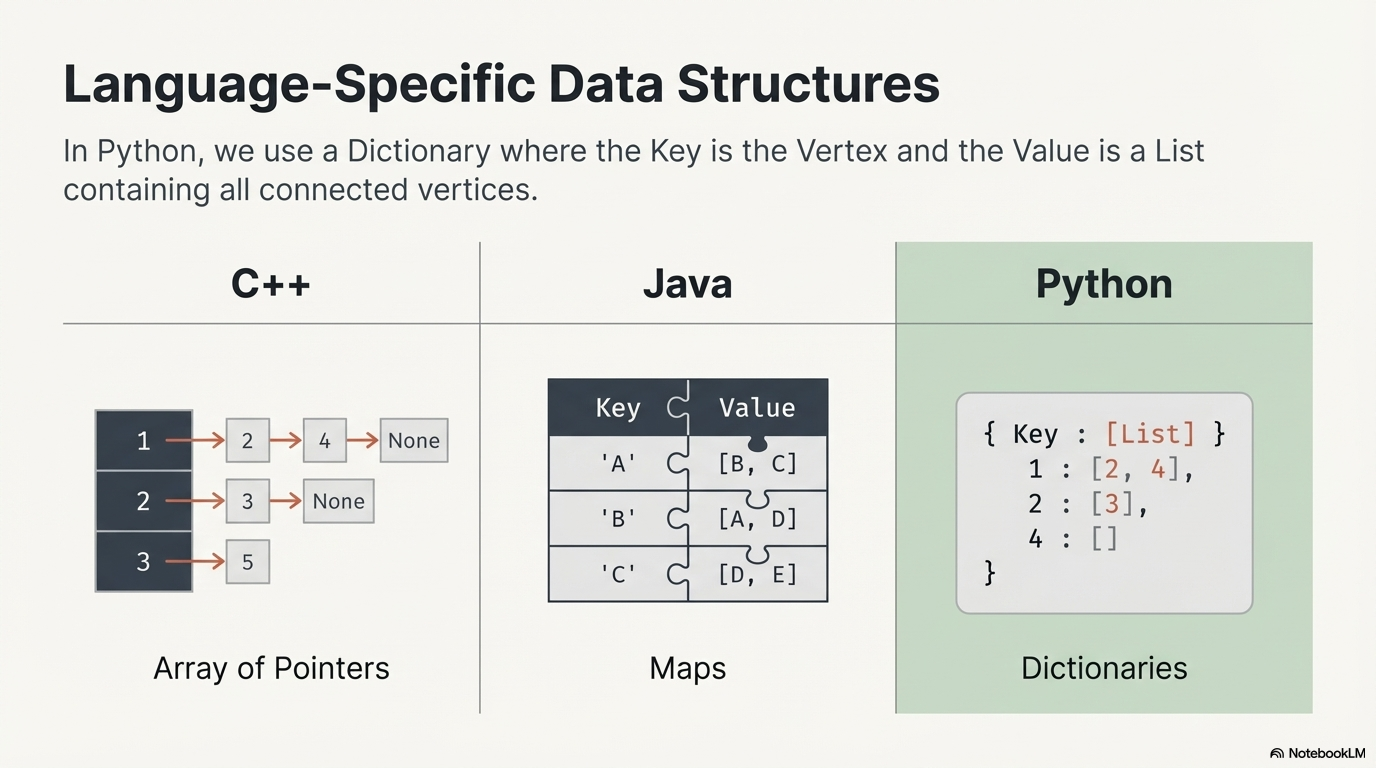 Language-Specific Data Structures
In Python, we use a Dictionary where the Key is the Vertex and the Value is a List
containing all connected vertices.
C++
1 2 4 None
2 3 None
3 5
Array of Pointers
Java
Key Value
'A' [B, C]
'B' [A, D]
'C' [D, E]
Maps
Python
{ Key : [List] }
1 : [2, 4],
2 : [3],
4 : []
}
Dictionaries
NotebookLM